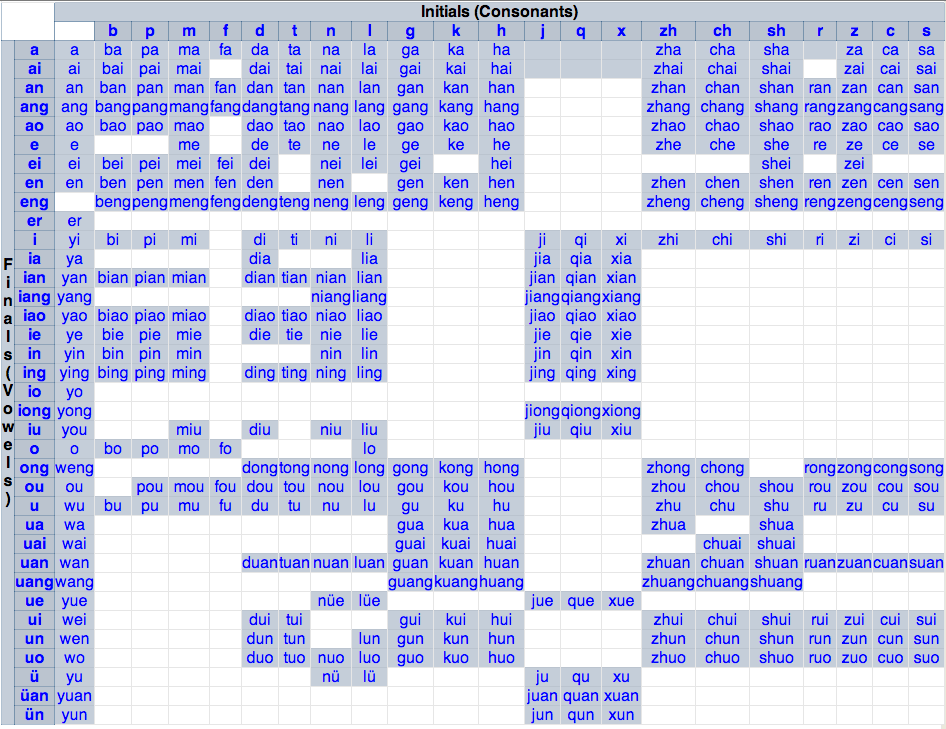 Initials (Consonants)
b p m f d t n l g k h j q x zh ch sh r z c s
Finals (Vowels)
a a ba pa ma fa da ta na la ga ka ha zha cha sha za ca sa
ai ai bai pai mai dai tai nai lai gai kai hai zhai chai shai zai cai sai
an an ban pan man fan dan tan nan lan gan kan han zhan chan shan ran zan can san
ang ang bang pang mang fang dang tang nang lang gang kang hang zhang chang shang rang zang cang sang
ao ao bao pao mao dao tao nao lao gao kao hao zhao chao shao rao zao cao sao
e e me de te ne le ge ke he zhe che she re ze ce se
ei ei bei pei mei fei dei nei lei gei hei shei zei
en en ben pen men fen den nen gen ken hen zhen chen shen ren zen cen sen
eng beng peng meng feng deng teng neng leng geng keng heng zheng cheng sheng reng zeng ceng seng
er er
i yi bi pi mi di ti ni li ji qi xi zhi chi shi ri zi ci si
ia ya dia lia jia qia xia
ian yan bian pian mian dian tian nian lian jian qian xian
iang yang niang liang jiang qiang xiang
iao yao biao piao miao diao tiao niao liao jiao qiao xiao
ie ye bie pie mie die tie nie lie jie qie xie
in yin bin pin min nin lin jin qin xin
ing ying bing ping ming ding ting ning ling jing qing xing
io yo
iong yong jiong qiong xiong
iu you miu diu niu liu jiu qiu xiu
o o bo po mo fo lo
ong weng dong tong nong long gong kong hong zhong chong rong zong cong song
ou ou pou mou fou dou tou nou lou gou kou hou zhou chou shou rou zou cou sou
u wu bu pu mu fu du tu nu lu gu ku hu zhu chu shu ru zu cu su
ua wa gua kua hua zhua shua
uai wai guai kuai huai chuai shuai
uan wan duan tuan nuan luan guan kuan huan zhuan chuan shuan ruan zuan cuan suan
uang wang guang kuang huang zhuang chuang shuang
ue yue nüe lüe jue que xue
ui wei dui tui gui kui hui zhui chui shui rui zui cui sui
un wen dun tun lun gun kun hun zhun chun shun run zun cun sun
uo wo duo tuo nuo luo guo kuo huo zhuo chuo shuo ruo zuo cuo suo
ü yu nü lü ju qu xu
üan yuan juan quan xuan
ün yun jun qun xun